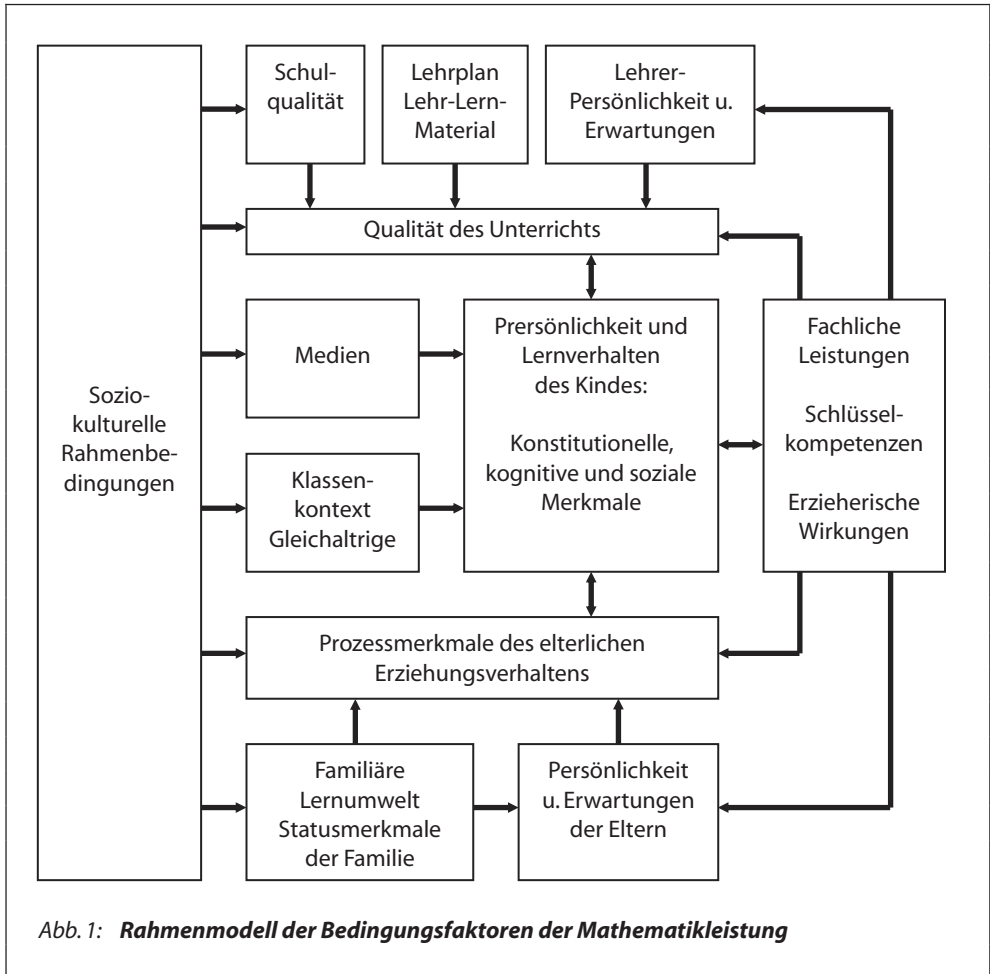 Schul-
qualität
Lehrplan
Lehr-Lern-
Material
Lehrer-
Persönlichkeit u.
Erwartungen
Qualität des Unterrichts
Medien
Prersönlichkeit und
Lernverhalten
des Kindes:
Konstitutionelle,
kognitive und soziale
Merkmale
Fachliche
Leistungen
Schlüssel-
kompetenzen
Erzieherische
Wirkungen
Sozio-
kulturelle
Rahmenbe-
dingungen
Klassen-
kontext
Gleichaltrige
Prozessmerkmale des elterlichen
Erziehungsverhaltens
Familiäre
Lernumwelt
Statusmerkmale
der Familie
Persönlichkeit
u. Erwartungen
der Eltern
Abb. 1: Rahmenmodell der Bedingungsfaktoren der Mathematikleistung